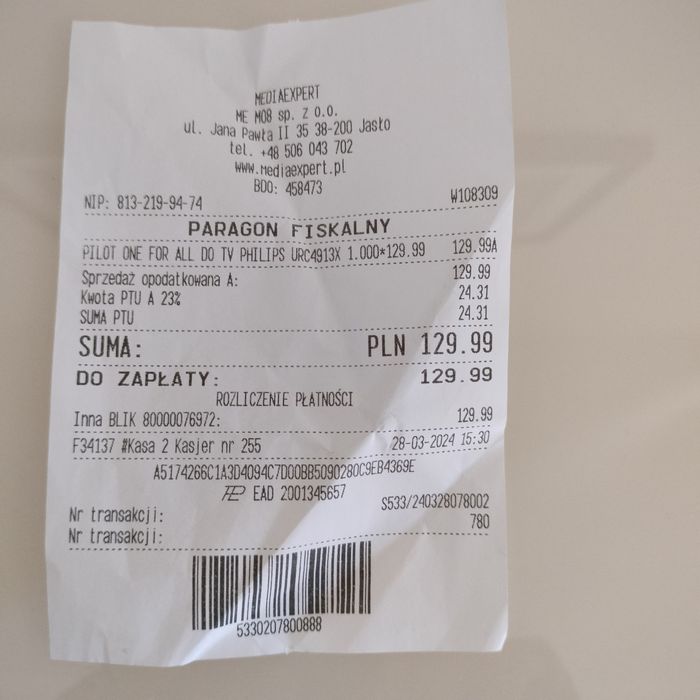 MEDIAEXPERT
ME M08 sp. Z O.O.
ul. Jana Pawła II 35 38-200 Jasło
tel. +48 506 043 702
www.mediaexpert.pl
BDO: 458473
NIP: 813-219-94-74 W108309
PARAGON FISKALNY
PILOT ONE FOR ALL DO TV PHILIPS URC4913X 1.000*129.99 129.99A
Sprzedaż opodatkowana A: 129.99
Kwota PTU A 23% 24.31
SUMA PTU 24.31
SUMA: PLN 129.99
DO ZAPŁATY: 129.99
ROZLICZENIE PŁATNOŚCI
Inna BLIK 80000076972: 129.99
F34137 #Kasa 2 Kasjer nr 255 28-03-2024 15:30
A5174266C1A3D4094C7D00BB5090280C9EB4369E
EAD 2001345657
Nr transakcji: S533/240328078002
Nr transakcji: 780
5330207800888